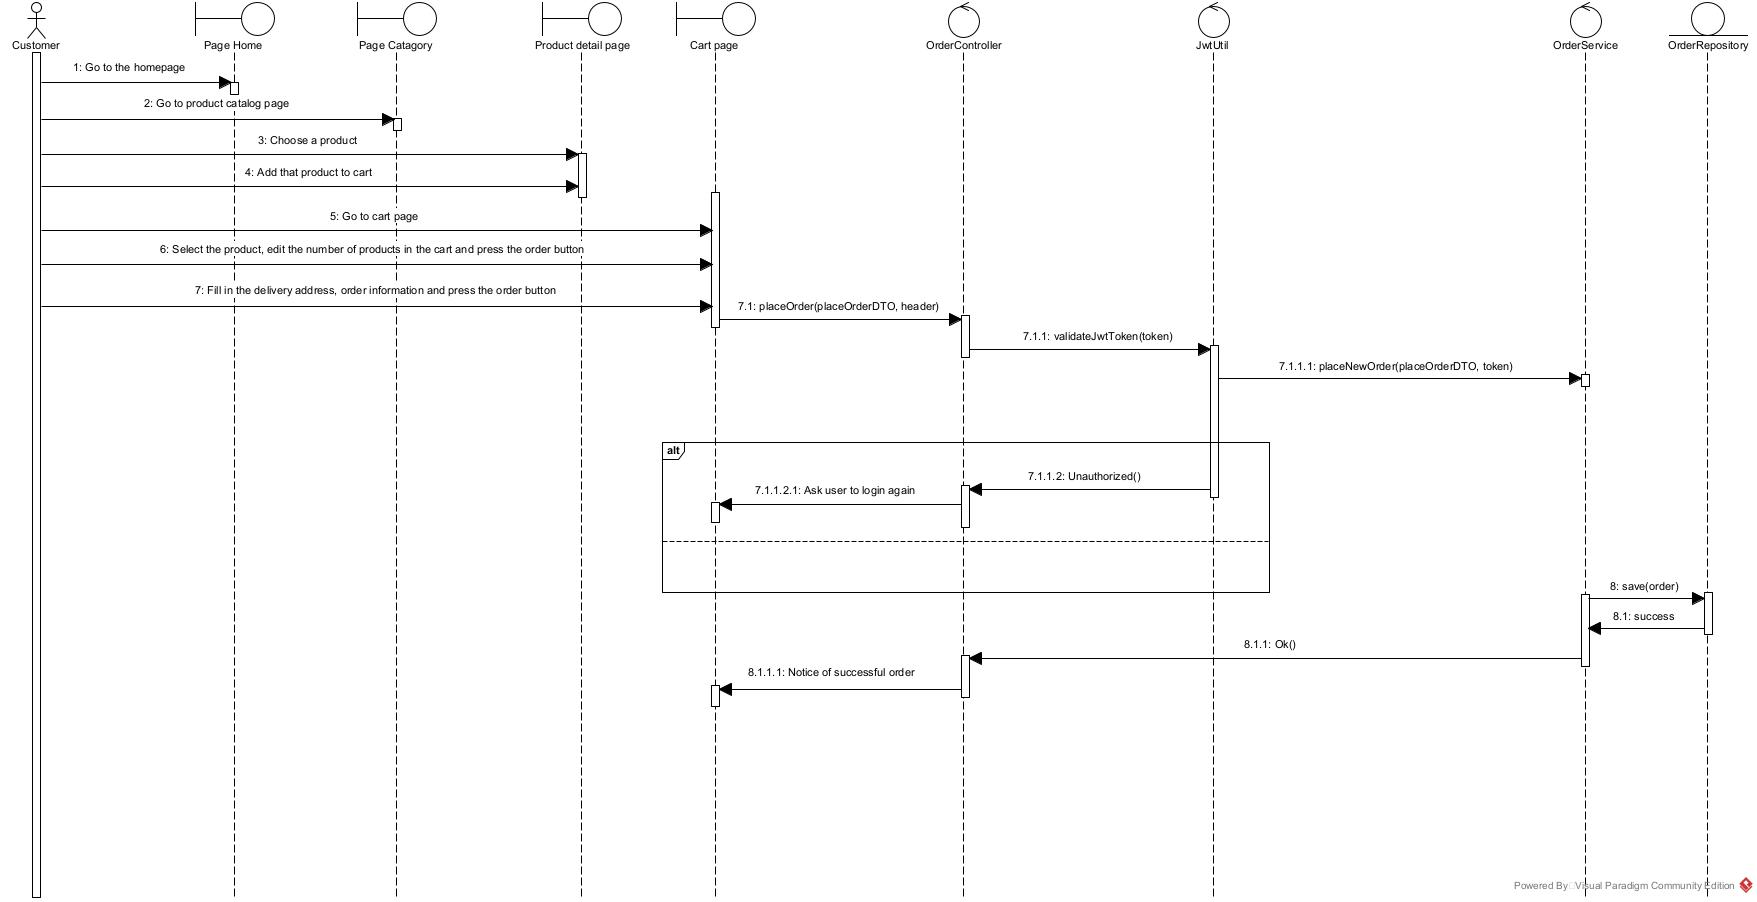 Customer
Page Home
Page Catagory
Product detail page
Cart page
OrderController
JwtUtil
OrderService
OrderRepository
1: Go to the homepage
2: Go to product catalog page
3: Choose a product
4: Add that product to cart
5: Go to cart page
6: Select the product, edit the number of products in the cart and press the order button
7: Fill in the delivery address, order information and press the order button
7.1: placeOrder(placeOrderDTO, header)
7.1.1: validateJwtToken(token)
7.1.1.1: placeNewOrder(placeOrderDTO, token)
alt
7.1.1.2: Unauthorized()
7.1.1.2.1: Ask user to login again
8: save(order)
8.1: success
8.1.1: Ok()
8.1.1.1: Notice of successful order
Powered By Visual Paradigm Community Edition